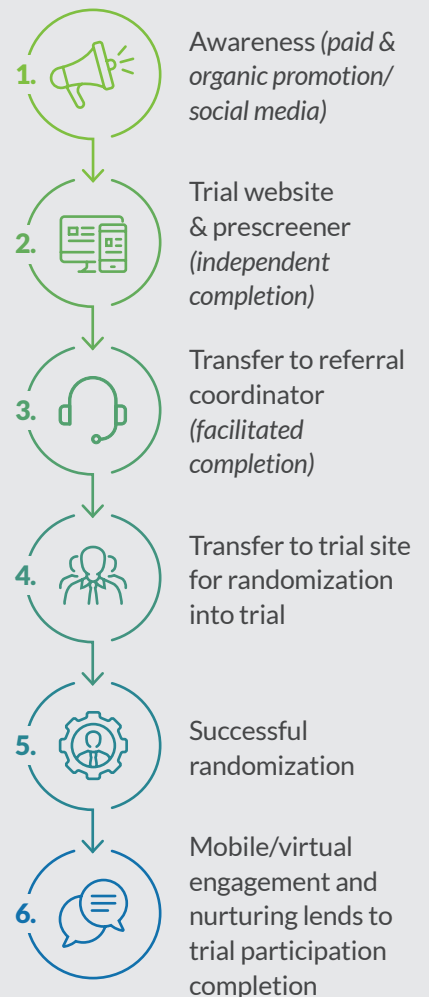 1.
Awareness (paid &
organic promotion/
social media)
2.
Trial website
& prescreener
(independent
completion)
3.
Transfer to referral
coordinator
(facilitated
completion)
4.
Transfer to trial site
for randomization
into trial
5.
Successful
randomization
6.
Mobile/virtual
engagement and
nurturing lends to
trial participation
completion